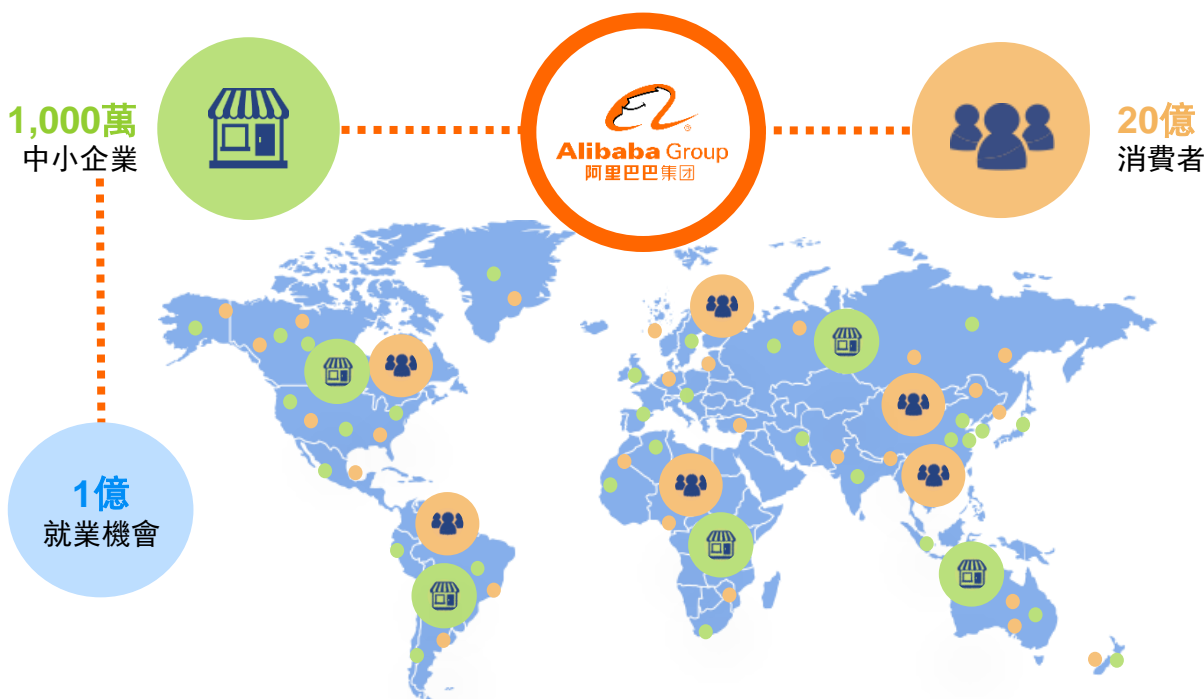 1,000萬
中小企業
Alibaba Group
阿里巴巴集团
20億
消費者
1億
就業機會